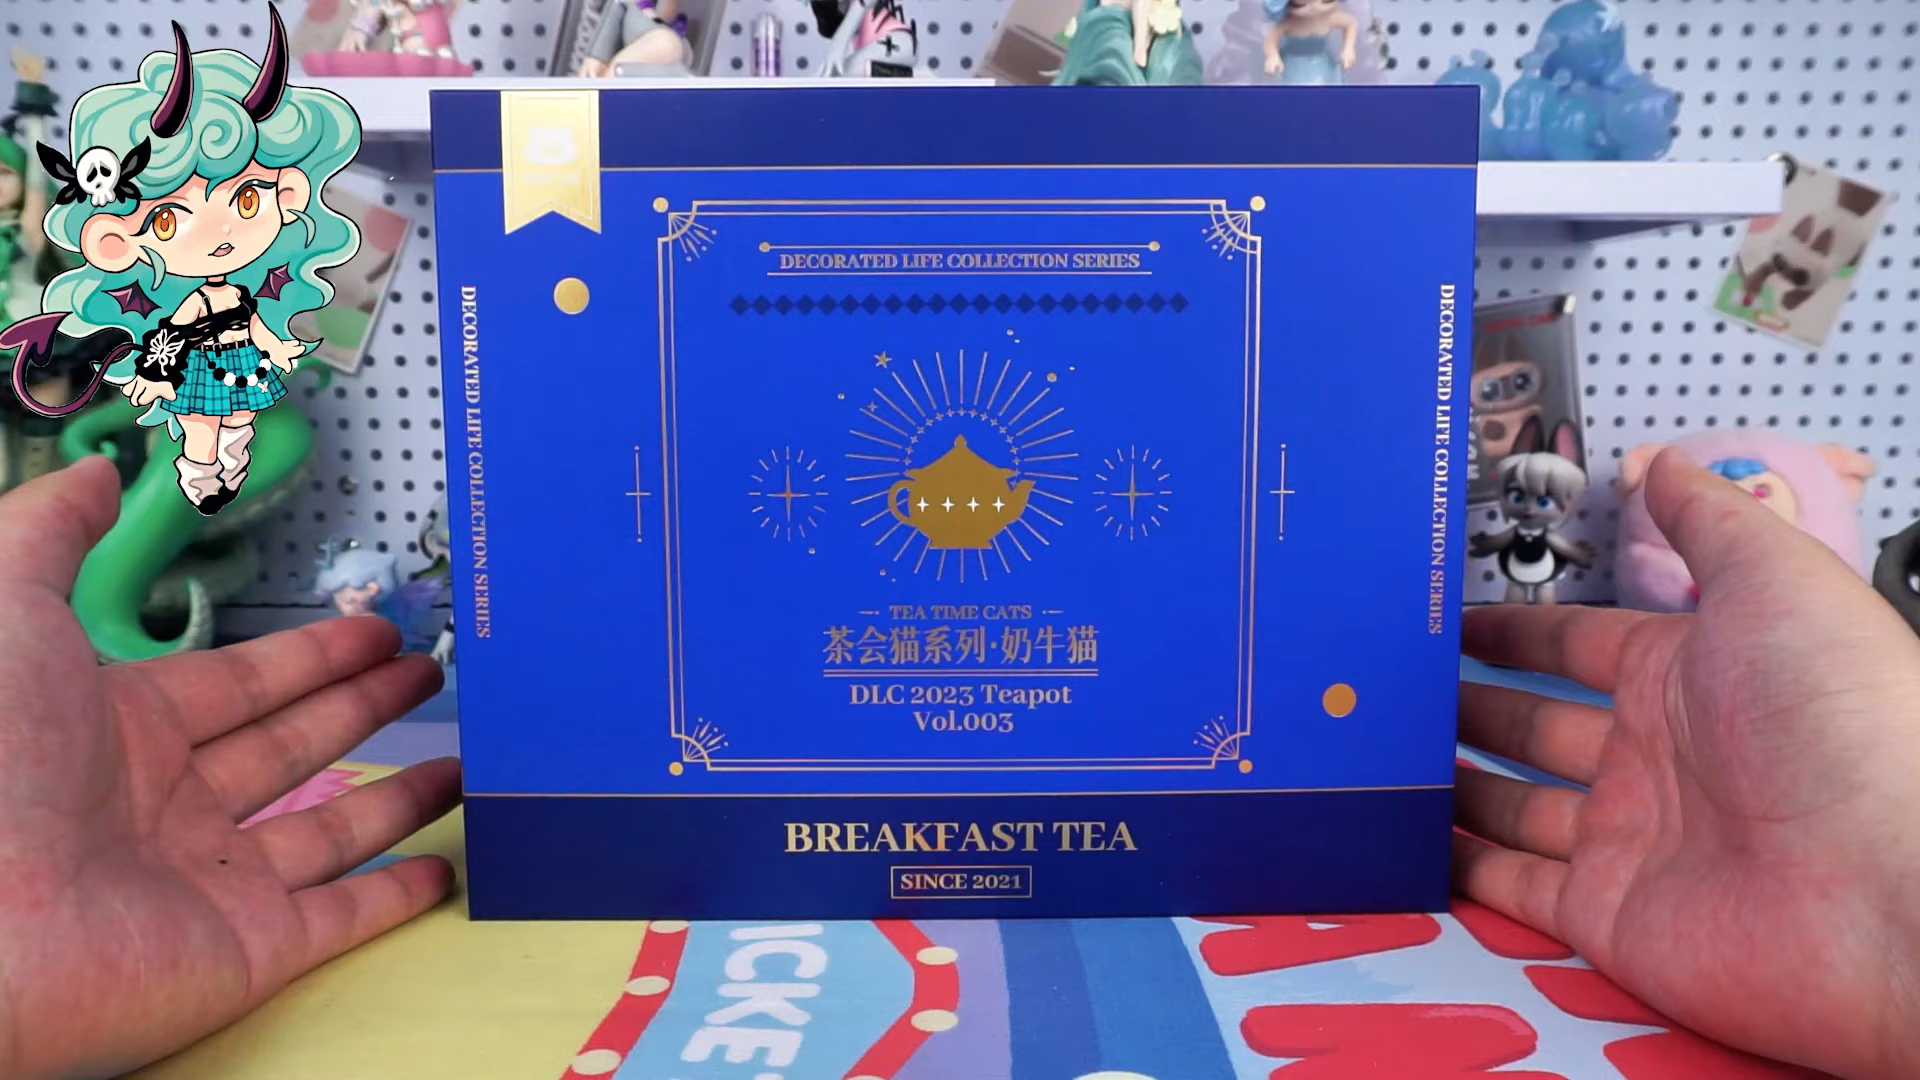 DECORATED LIFE COLLECTION SERIES
DECORATED LIFE COLLECTION SERIES
DECORATED LIFE COLLECTION SERIES
TEA TIME CATS
茶会猫系列·奶牛猫
DLC 2023 Teapot
Vol.003
BREAKFAST TEA
SINCE 2021
ICKE